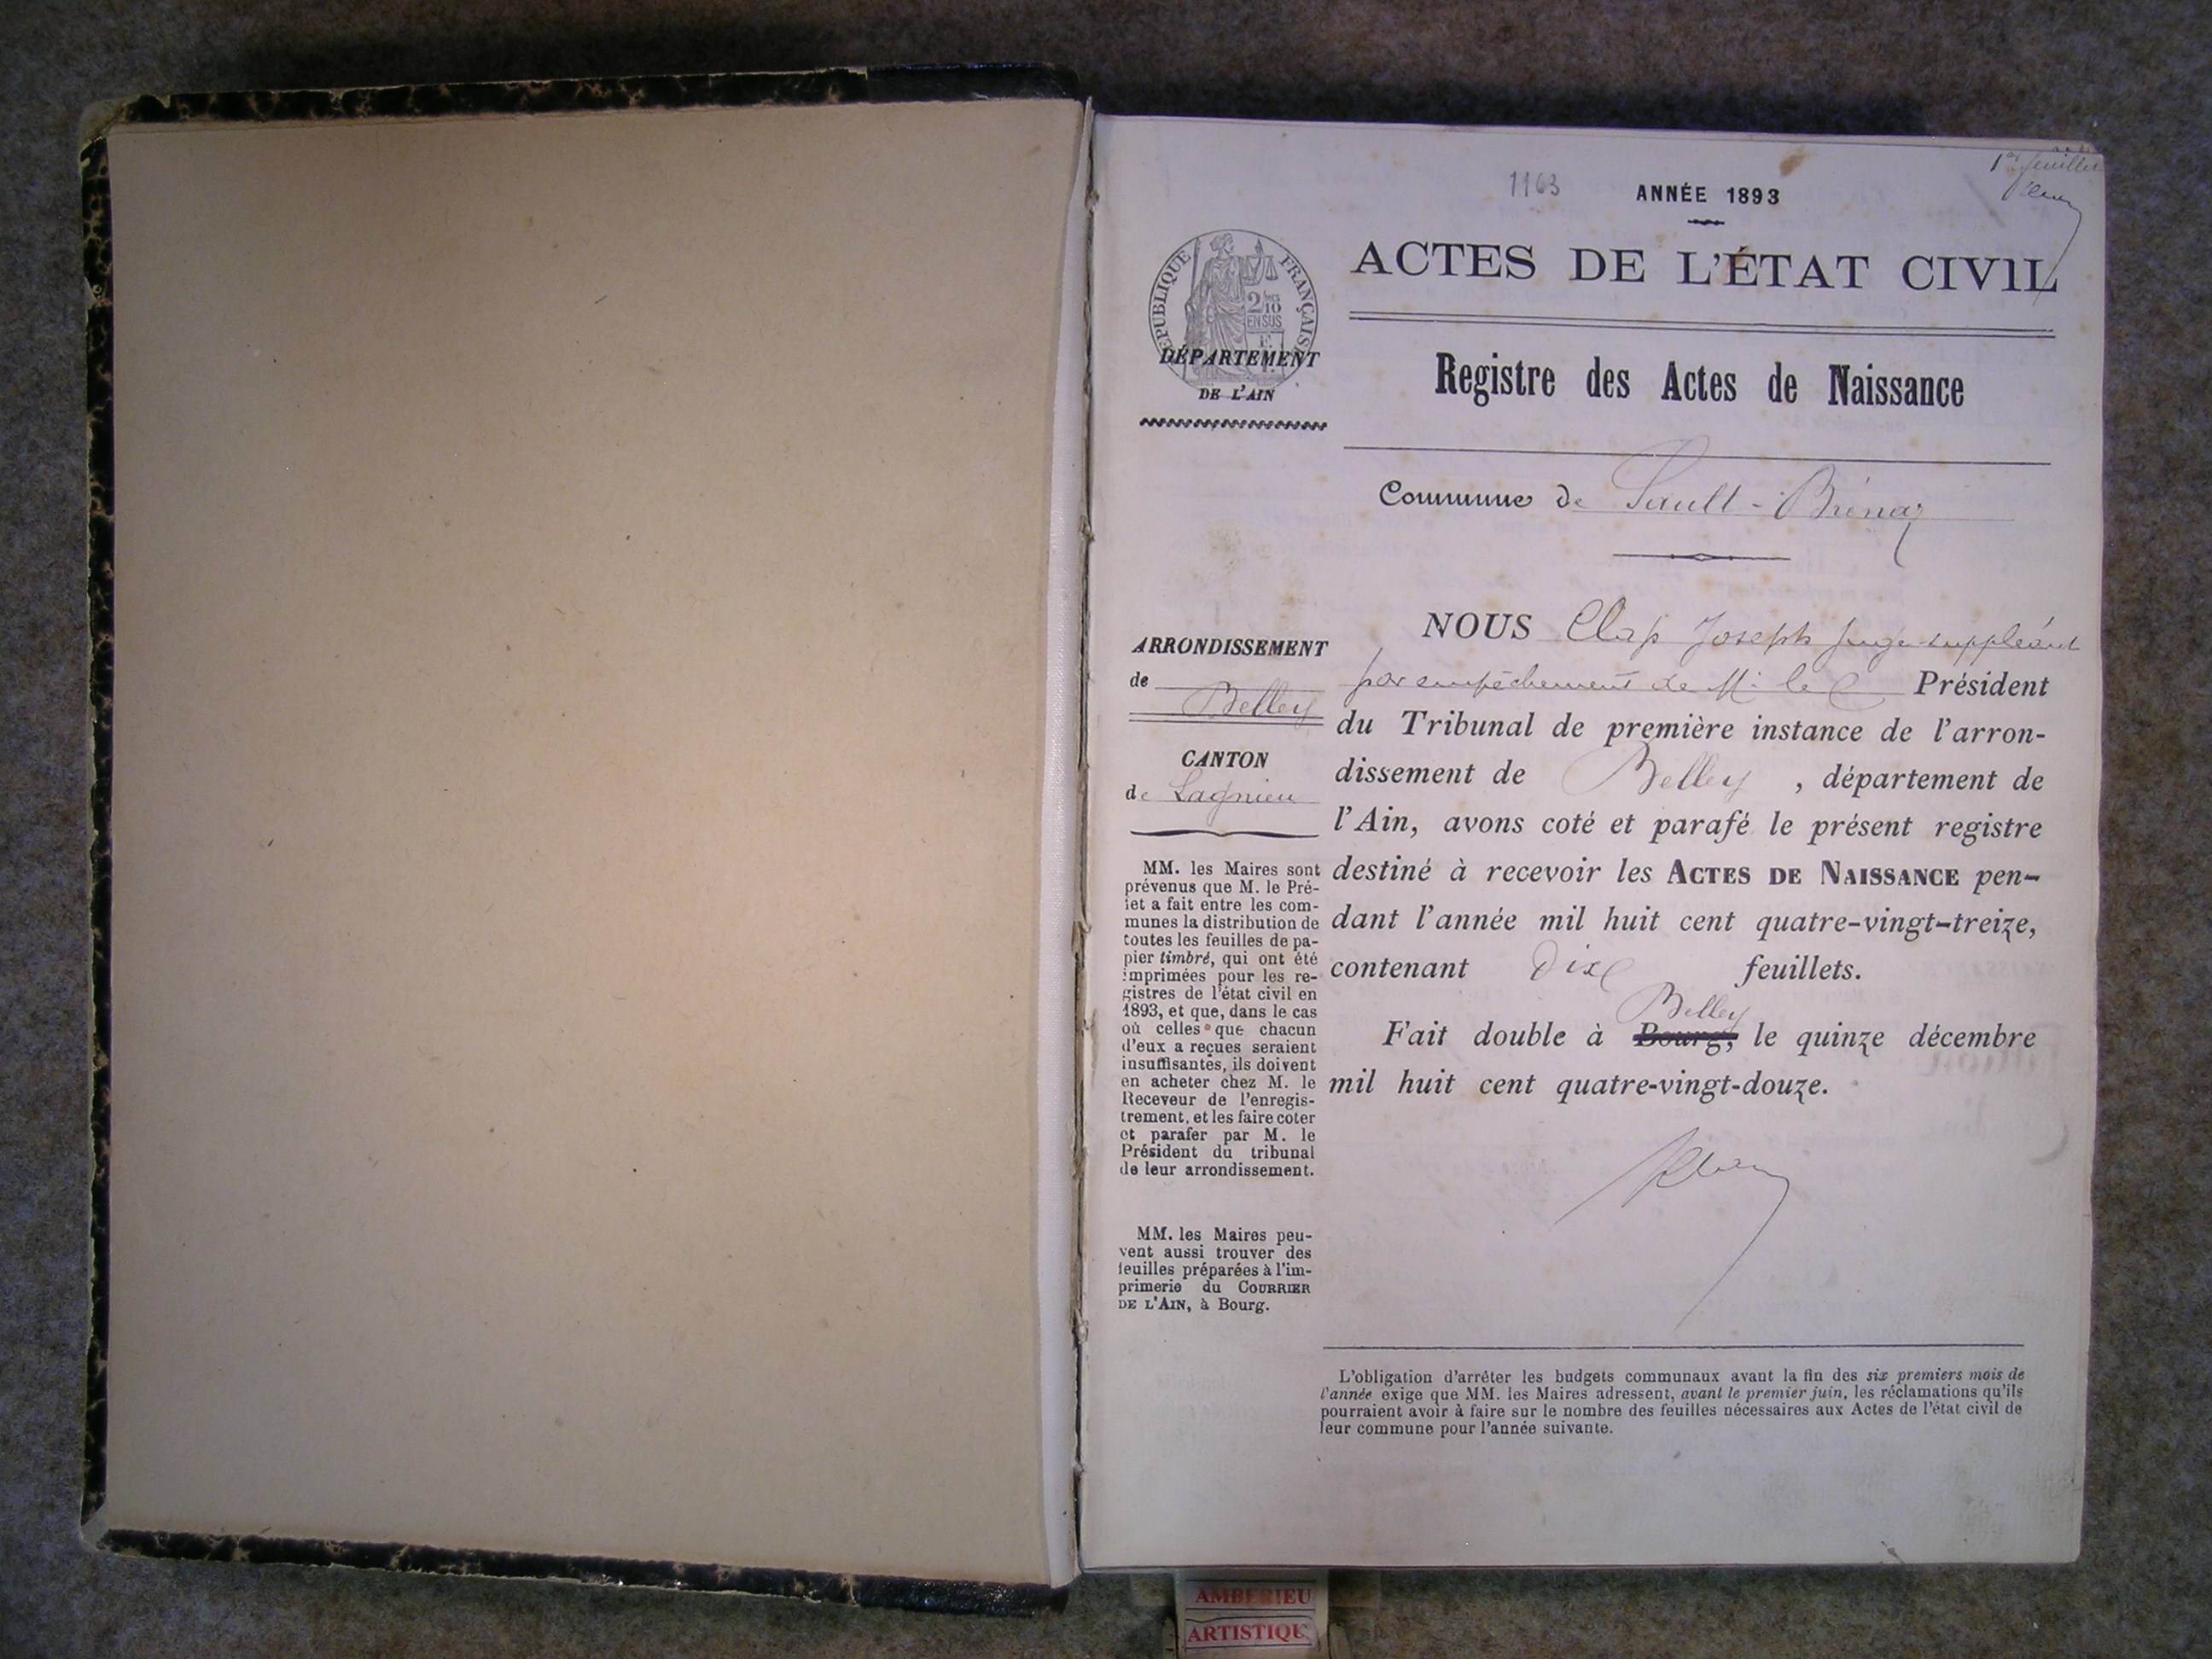 1er feuillet
1163
ANNÉE 1893
ACTES DE L'ÉTAT CIVIL
RÉPUBLIQUE FRANÇAISE
2/10
EN SUS
DÉPARTEMENT
DE L'AIN
Registre des Actes de Naissance
Commune de Sault-Brénaz
ARRONDISSEMENT
de
Belley
CANTON
de Lagnieu
MM. les Maires sont
prévenus que M. le Pré-
fet a fait entre les com-
munes la distribution de
toutes les feuilles de pa-
pier timbré, qui ont été
imprimées pour les re-
gistres de l'état civil en
1893, et que, dans le cas
où celles que chacun
d'eux a reçues seraient
insuffisantes, ils doivent
en acheter chez M. le
Receveur de l'enregis-
trement, et les faire coter
et parafer par M. le
Président du tribunal
de leur arrondissement.
MM. les Maires peu-
vent aussi trouver des
feuilles préparées à l'im-
primerie du COURRIER
DE L'AIN, à Bourg.
NOUS Clap Joseph Juge suppléant
par empêchement de M. le Président
du Tribunal de première instance de l'arron-
dissement de Belley, département de
l'Ain, avons coté et parafé le présent registre
destiné à recevoir les ACTES DE NAISSANCE pen-
dant l'année mil huit cent quatre-vingt-treize,
contenant dix feuillets.
Belley
Fait double à Bourg, le quinze décembre
mil huit cent quatre-vingt-douze.
L'obligation d'arrêter les budgets communaux avant la fin des six premiers mois de
l'année exige que MM. les Maires adressent, avant le premier juin, les réclamations qu'ils
pourraient avoir à faire sur le nombre des feuilles nécessaires aux Actes de l'état civil de
leur commune pour l'année suivante.
AMBERIEU
ARTISTIQU